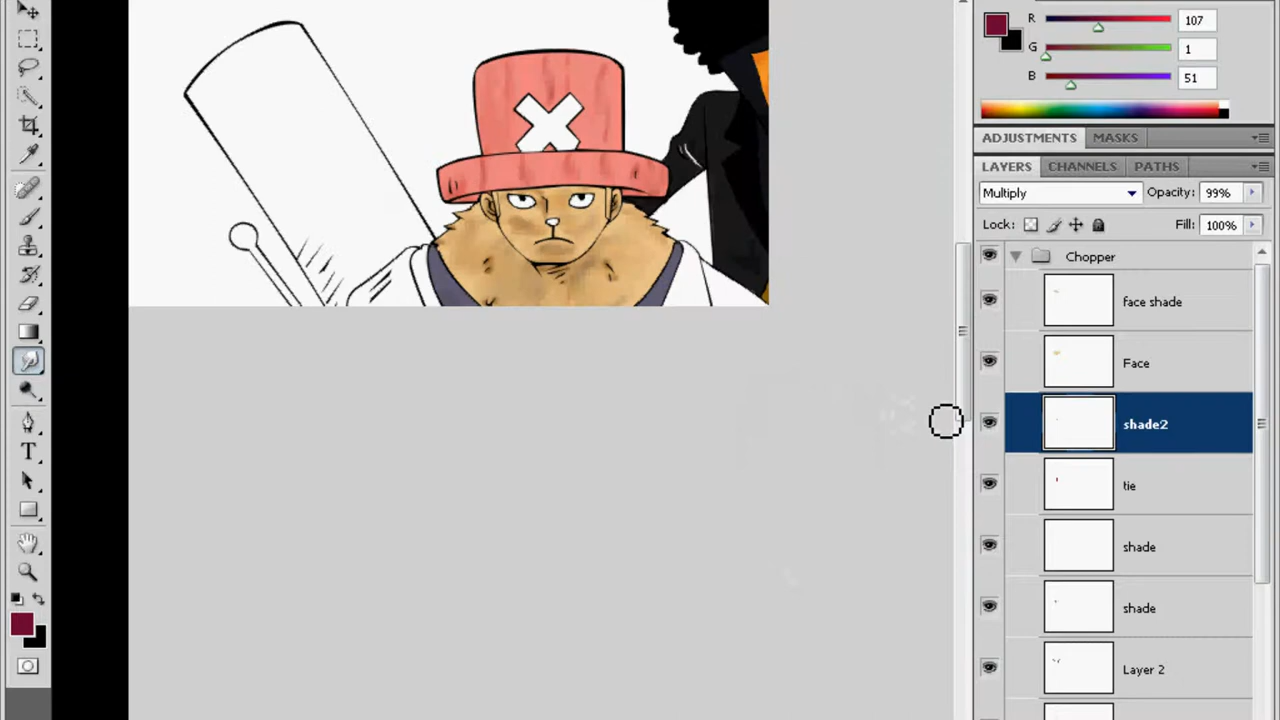 R 107
G 1
B 51
ADJUSTMENTS MASKS
LAYERS CHANNELS PATHS
Multiply Opacity: 99%
Lock: Fill: 100%
Chopper
face shade
Face
shade2
tie
shade
shade
Layer 2
T